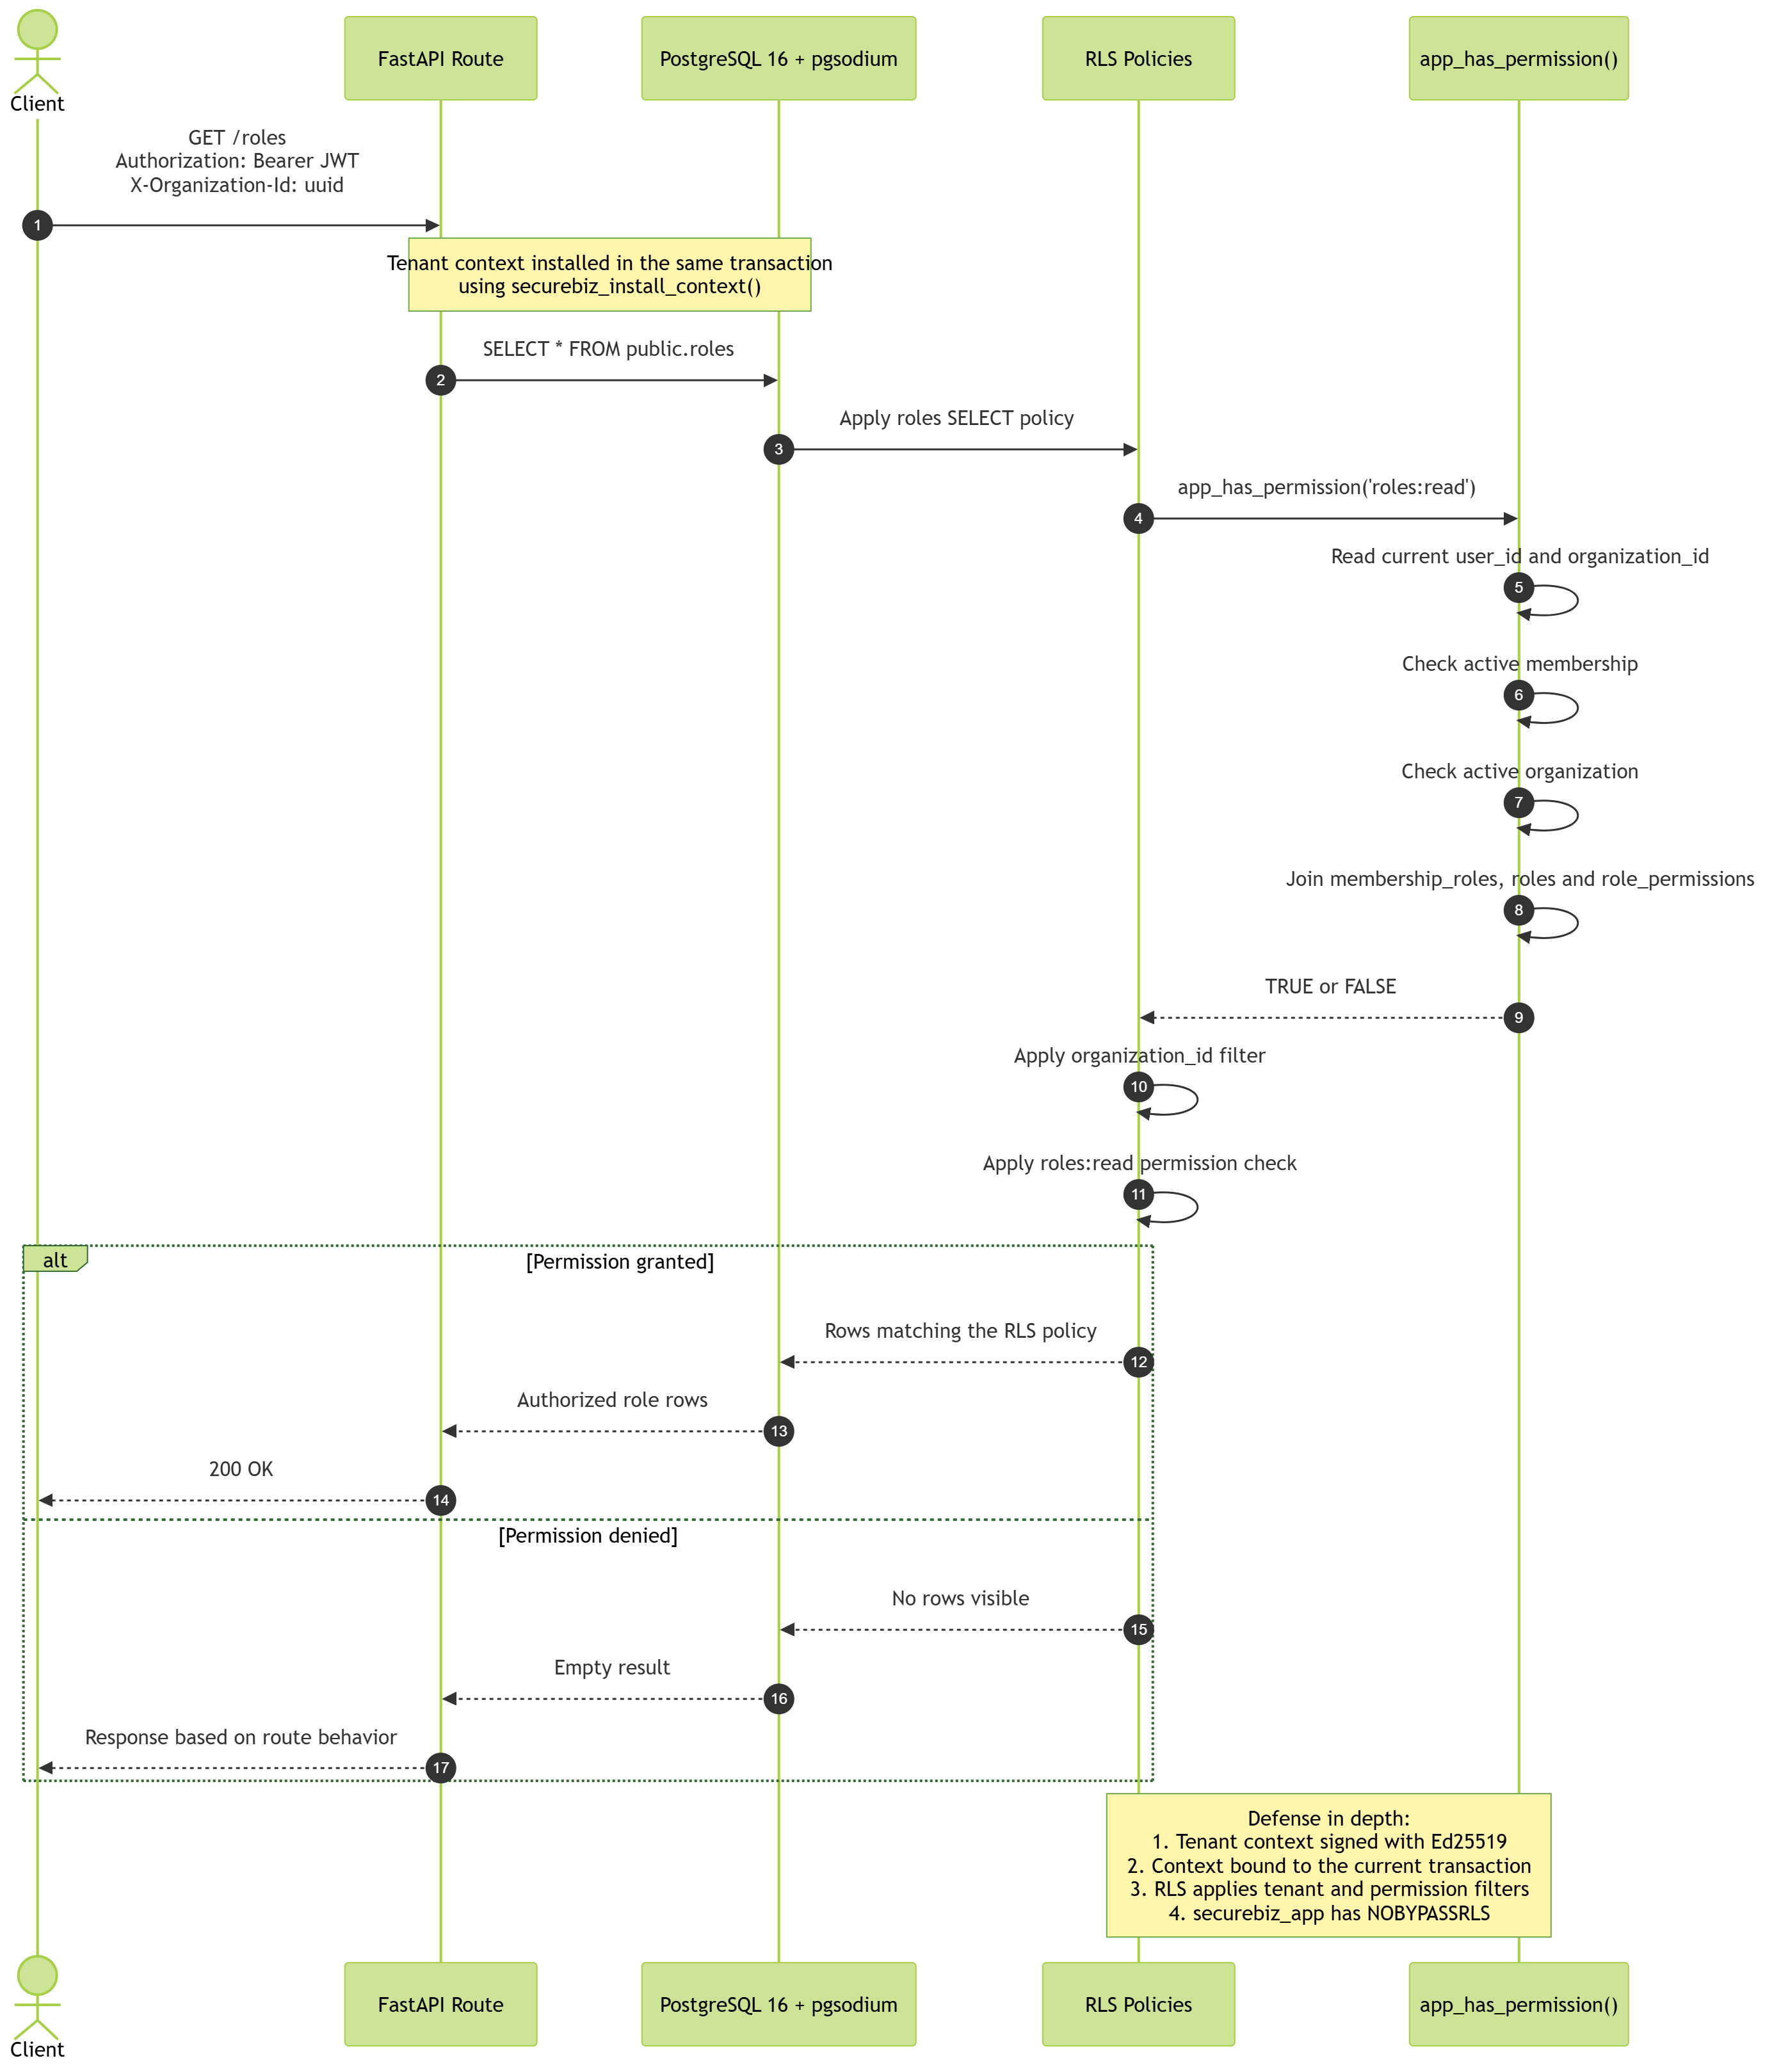 Client
FastAPI Route
PostgreSQL 16 + pgsodium
RLS Policies
app_has_permission()
GET /roles
Authorization: Bearer JWT
X-Organization-Id: uuid
1
Tenant context installed in the same transaction
using securebiz_install_context()
SELECT * FROM public.roles
2
Apply roles SELECT policy
3
app_has_permission('roles:read')
4
Read current user_id and organization_id
5
Check active membership
6
Check active organization
7
Join membership_roles, roles and role_permissions
8
TRUE or FALSE
9
Apply organization_id filter
10
Apply roles:read permission check
11
alt
[Permission granted]
Rows matching the RLS policy
12
Authorized role rows
13
200 OK
14
[Permission denied]
No rows visible
15
Empty result
16
Response based on route behavior
17
Defense in depth:
1. Tenant context signed with Ed25519
2. Context bound to the current transaction
3. RLS applies tenant and permission filters
4. securebiz_app has NOBYPASSRLS
Client
FastAPI Route
PostgreSQL 16 + pgsodium
RLS Policies
app_has_permission()